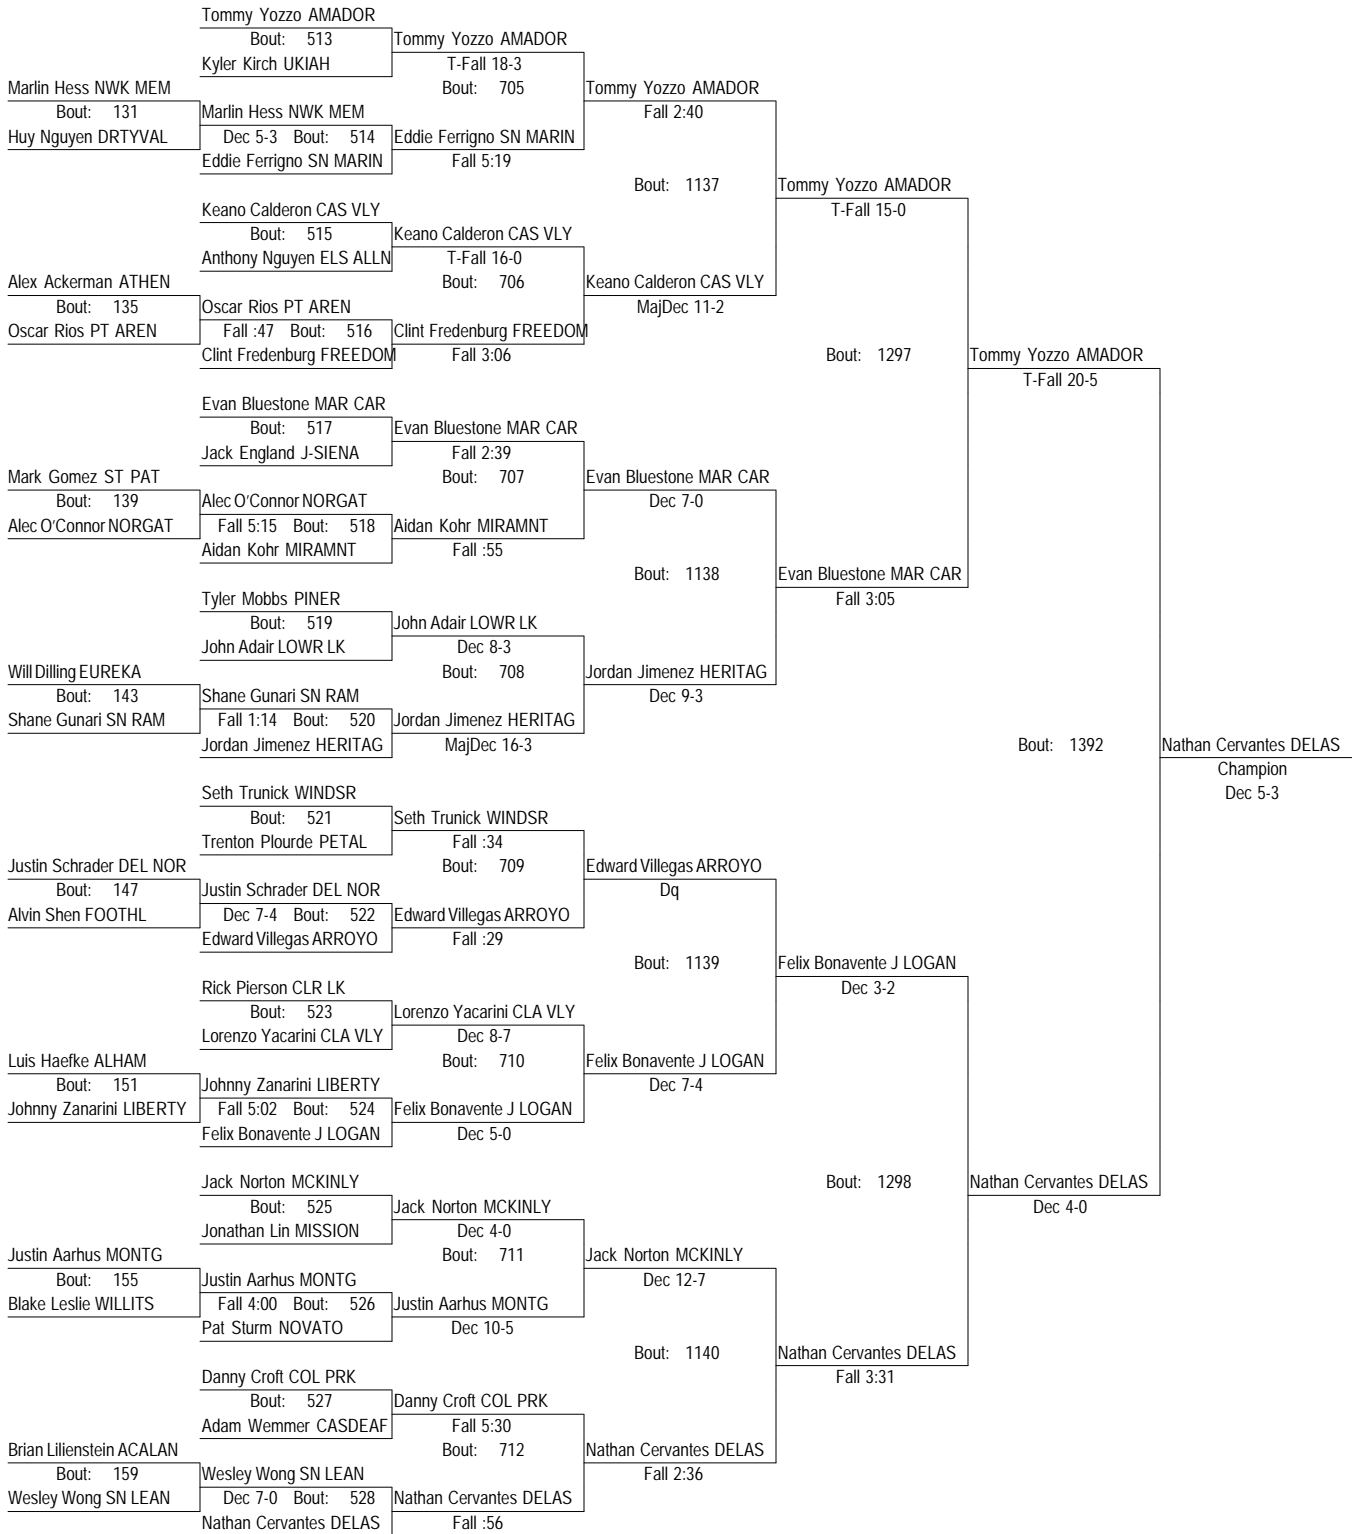 Tommy Yozzo AMADOR
Bout: 513 Tommy Yozzo AMADOR
Kyler Kirch UKIAH T-Fall 18-3
Marlin Hess NWK MEM Bout: 705 Tommy Yozzo AMADOR
Bout: 131 Marlin Hess NWK MEM Fall 2:40
Huy Nguyen DRTYVAL Dec 5-3 Bout: 514 Eddie Ferrigno SN MARIN
Eddie Ferrigno SN MARIN Fall 5:19
Bout: 1137 Tommy Yozzo AMADOR
Keano Calderon CAS VLY T-Fall 15-0
Bout: 515 Keano Calderon CAS VLY
Anthony Nguyen ELS ALLN T-Fall 16-0
Alex Ackerman ATHEN Bout: 706 Keano Calderon CAS VLY
Bout: 135 Oscar Rios PT AREN MajDec 11-2
Oscar Rios PT AREN Fall :47 Bout: 516 Clint Fredenburg FREEDOM
Clint Fredenburg FREEDOM Fall 3:06 Bout: 1297 Tommy Yozzo AMADOR
T-Fall 20-5
Evan Bluestone MAR CAR
Bout: 517 Evan Bluestone MAR CAR
Jack England J-SIENA Fall 2:39
Mark Gomez ST PAT Bout: 707 Evan Bluestone MAR CAR
Bout: 139 Alec O'Connor NORGAT Dec 7-0
Alec O'Connor NORGAT Fall 5:15 Bout: 518 Aidan Kohr MIRAMNT
Aidan Kohr MIRAMNT Fall :55
Bout: 1138 Evan Bluestone MAR CAR
Tyler Mobbs PINER Fall 3:05
Bout: 519 John Adair LOWR LK
John Adair LOWR LK Dec 8-3
Will Dilling EUREKA Bout: 708 Jordan Jimenez HERITAG
Bout: 143 Shane Gunari SN RAM Dec 9-3
Shane Gunari SN RAM Fall 1:14 Bout: 520 Jordan Jimenez HERITAG
Jordan Jimenez HERITAG MajDec 16-3 Bout: 1392 Nathan Cervantes DELAS
Champion
Seth Trunick WINDSR Dec 5-3
Bout: 521 Seth Trunick WINDSR
Trenton Plourde PETAL Fall :34
Justin Schrader DEL NOR Bout: 709 Edward Villegas ARROYO
Bout: 147 Justin Schrader DEL NOR Dq
Alvin Shen FOOTHL Dec 7-4 Bout: 522 Edward Villegas ARROYO
Edward Villegas ARROYO Fall :29
Bout: 1139 Felix Bonavente J LOGAN
Rick Pierson CLR LK Dec 3-2
Bout: 523 Lorenzo Yacarini CLA VLY
Lorenzo Yacarini CLA VLY Dec 8-7
Luis Haefke ALHAM Bout: 710 Felix Bonavente J LOGAN
Bout: 151 Johnny Zanarini LIBERTY Dec 7-4
Johnny Zanarini LIBERTY Fall 5:02 Bout: 524 Felix Bonavente J LOGAN
Felix Bonavente J LOGAN Dec 5-0
Jack Norton MCKINLY Bout: 1298 Nathan Cervantes DELAS
Bout: 525 Jack Norton MCKINLY Dec 4-0
Jonathan Lin MISSION Dec 4-0
Justin Aarhus MONTG Bout: 711 Jack Norton MCKINLY
Bout: 155 Justin Aarhus MONTG Dec 12-7
Blake Leslie WILLITS Fall 4:00 Bout: 526 Justin Aarhus MONTG
Pat Sturm NOVATO Dec 10-5
Bout: 1140 Nathan Cervantes DELAS
Danny Croft COL PRK Fall 3:31
Bout: 527 Danny Croft COL PRK
Adam Wemmer CASDEAF Fall 5:30
Brian Lilienstein ACALAN Bout: 712 Nathan Cervantes DELAS
Bout: 159 Wesley Wong SN LEAN Fall 2:36
Wesley Wong SN LEAN Dec 7-0 Bout: 528 Nathan Cervantes DELAS
Nathan Cervantes DELAS Fall :56